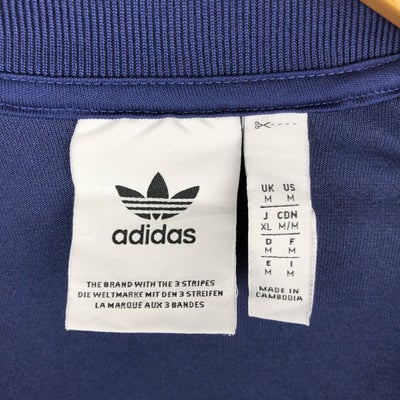 adidas
THE BRAND WITH THE 3 STRIPES
DIE WELTMARKE MIT DEN 3 STREIFEN
LA MARQUE AUX 3 BANDES
UK US
M M
J CDN
XL M/M
D F
M M
E I
M M
MADE IN
CAMBODIA